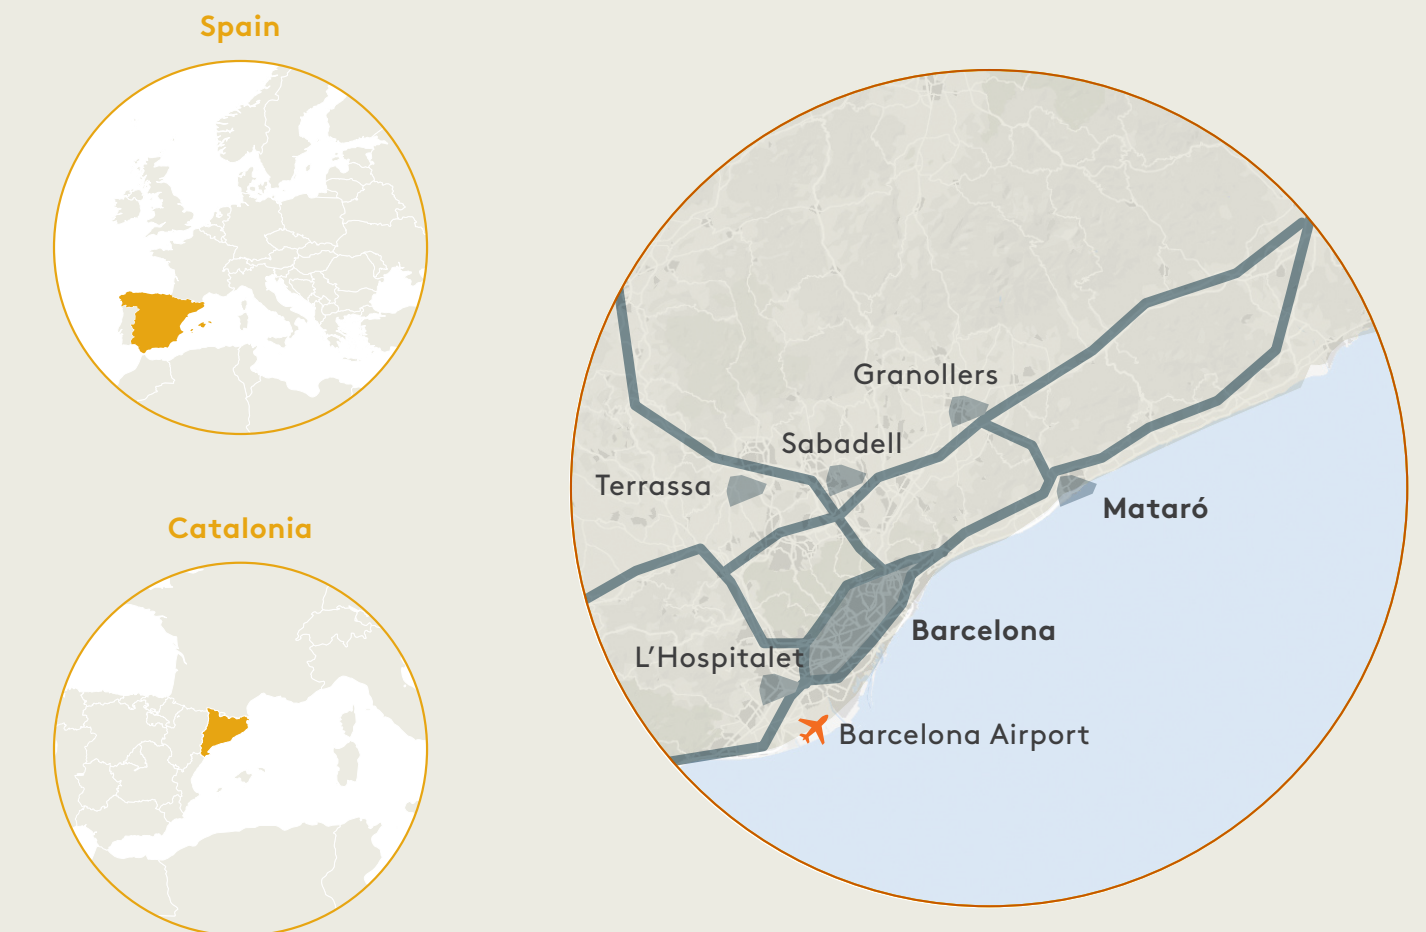 Spain
Catalonia
Granollers
Sabadell
Terrassa
Mataró
Barcelona
L’Hospitalet
Barcelona Airport